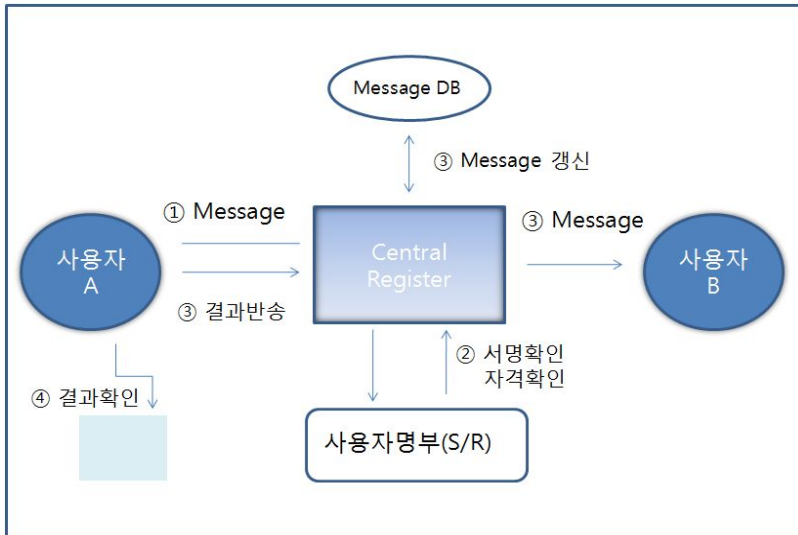 Message DB
③ Message 갱신
① Message
③ Message
사용자
A
Central
Register
사용자
B
③ 결과반송
② 서명확인
자격확인
④ 결과확인
사용자명부(S/R)